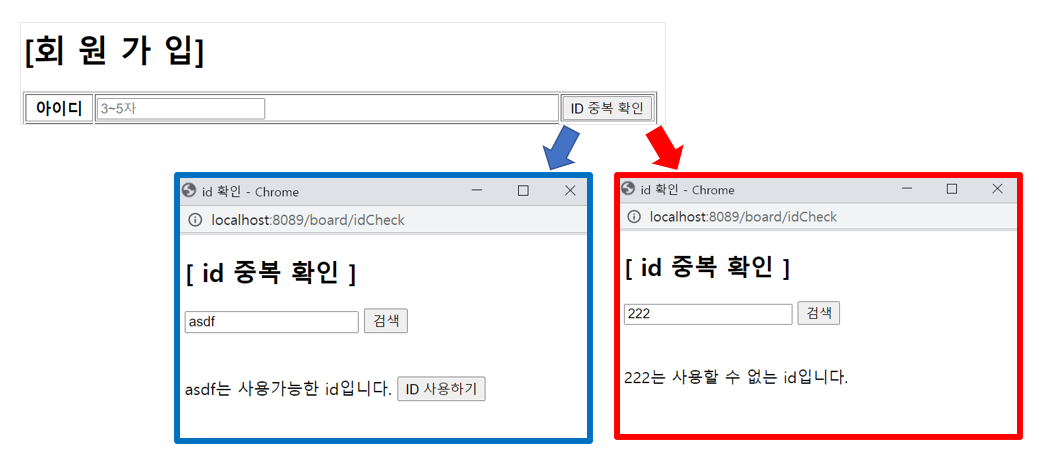 [회 원 가 입]
아이디 3~5자 ID 중복 확인
id 확인 - Chrome
localhost:8089/board/idCheck
[ id 중복 확인 ]
asdf 검색
asdf는 사용가능한 id입니다. ID 사용하기
id 확인 - Chrome
localhost:8089/board/idCheck
[ id 중복 확인 ]
222 검색
222는 사용할 수 없는 id입니다.